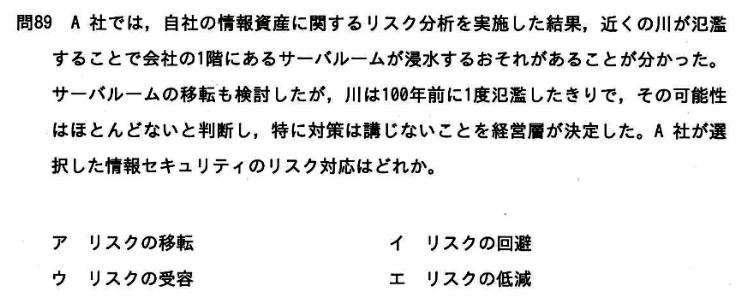 問89 A 社では，自社の情報資産に関するリスク分析を実施した結果，近くの川が氾濫
することで会社の1階にあるサーバルームが浸水するおそれがあることが分かった。
サーバルームの移転も検討したが，川は100年前に1度氾濫したきりで，その可能性
はほとんどないと判断し，特に対策は講じないことを経営層が決定した。A 社が選
択した情報セキュリティのリスク対応はどれか。
ア リスクの移転 イ リスクの回避
ウ リスクの受容 エ リスクの低減